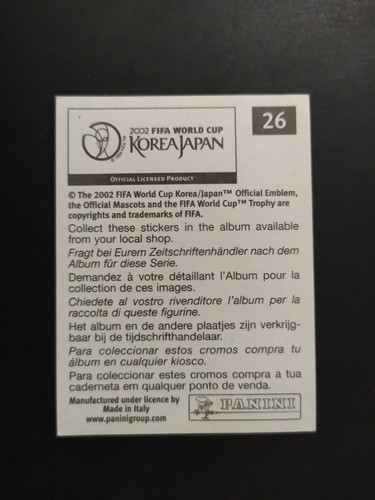 2002 FIFA WORLD CUP
KOREAJAPAN
26
OFFICIAL LICENSED PRODUCT
© The 2002 FIFA World Cup Korea/Japan™ Official Emblem,
the Official Mascots and the FIFA World Cup™ Trophy are
copyrights and trademarks of FIFA.
Collect these stickers in the album available
from your local shop.
Fragt bei Eurem Zeitschriftenhändler nach dem
Album für diese Serie.
Demandez à votre détaillant l'Album pour la
collection de ces images.
Chiedete al vostro rivenditore l'album per la
raccolta di queste figurine.
Het album en de andere plaatjes zijn verkrijg-
baar bij de tijdschrifthandelaar.
Para coleccionar estos cromos compra tu
álbum en cualquier kiosco.
Para coleccionar estes cromos compra a tua
caderneta em qualquer ponto de venda.
Manufactured under licence by
Made in Italy
www.paninigroup.com
PANINI